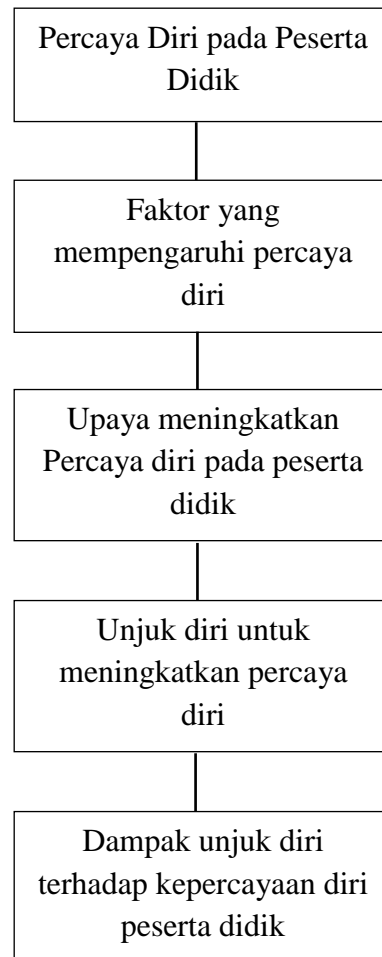 Percaya Diri pada Peserta
Didik
Faktor yang
mempengaruhi percaya
diri
Upaya meningkatkan
Percaya diri pada peserta
didik
Unjuk diri untuk
meningkatkan percaya
diri
Dampak unjuk diri
terhadap kepercayaan diri
peserta didik